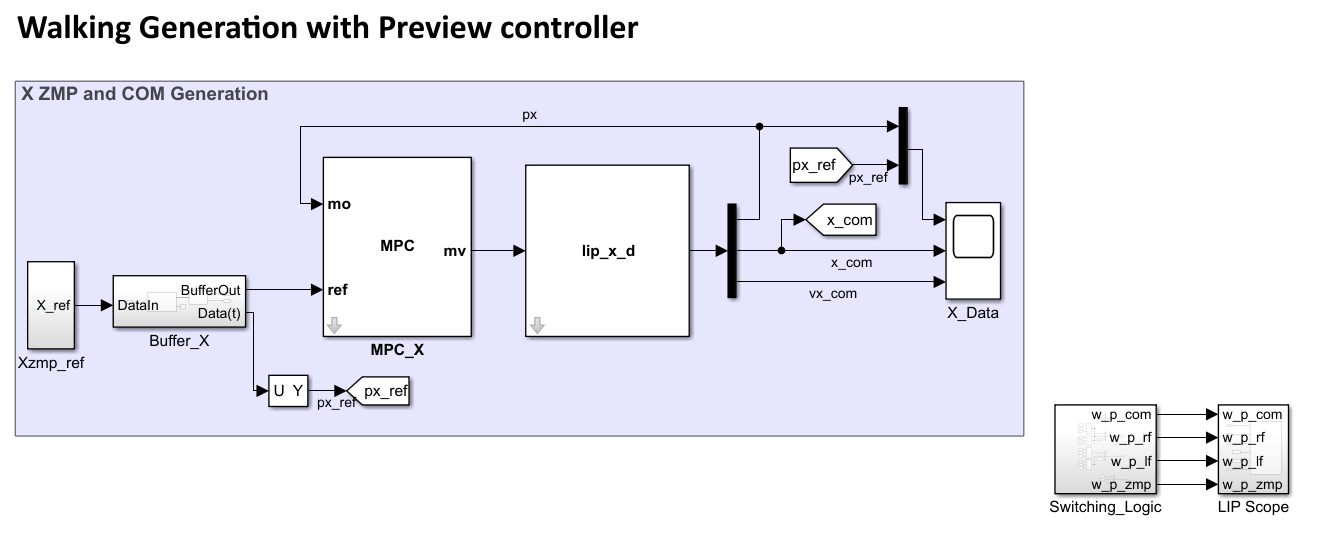 Walking Generation with Preview controller
X ZMP and COM Generation
px
px_ref
px_ref
mo
MPC
mv
ref
MPC_X
lip_x_d
x_com
x_com
vx_com
X_Data
X_ref
Xzmp_ref
DataIn
BufferOut
Data(t)
Buffer_X
U Y
px_ref
px_ref
w_p_com
w_p_rf
w_p_lf
w_p_zmp
Switching_Logic
w_p_com
w_p_rf
w_p_lf
w_p_zmp
LIP Scope